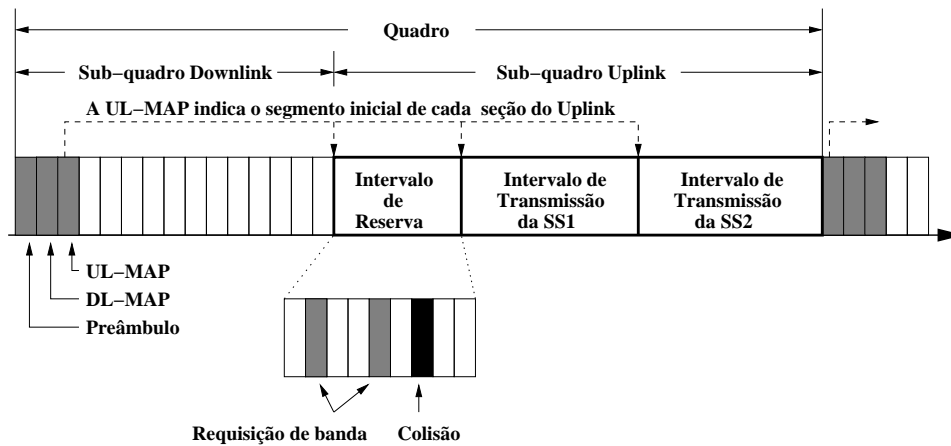 Quadro
Sub−quadro Downlink
Sub−quadro Uplink
A UL−MAP indica o segmento inicial de cada seção do Uplink
Intervalo
de
Reserva
Intervalo de
Transmissão
da SS1
Intervalo de
Transmissão
da SS2
UL−MAP
DL−MAP
Preâmbulo
Requisição de banda
Colisão